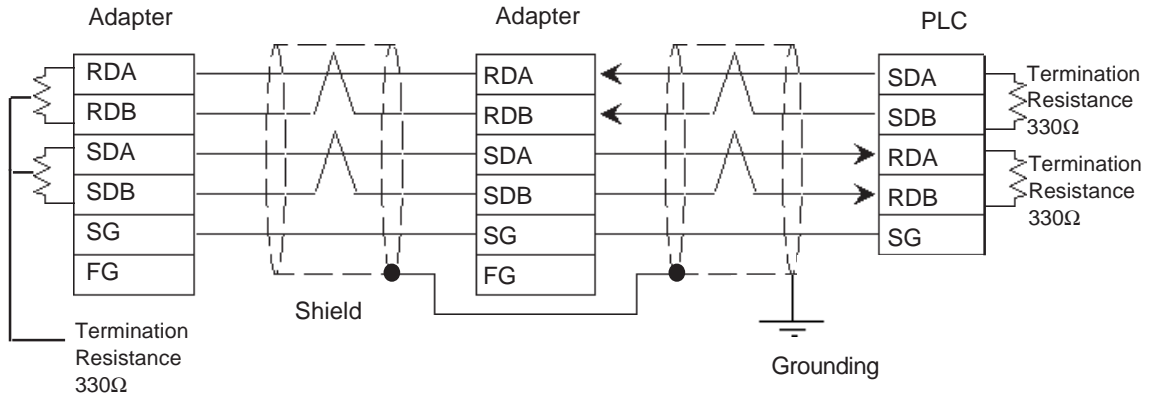 Adapter
Adapter
PLC
RDA
RDB
SDA
SDB
SG
FG
RDA
RDB
SDA
SDB
SG
FG
SDA
SDB
RDA
RDB
SG
Termination
Resistance
330Ω
Termination
Resistance
330Ω
Shield
Termination
Resistance
330Ω
Grounding